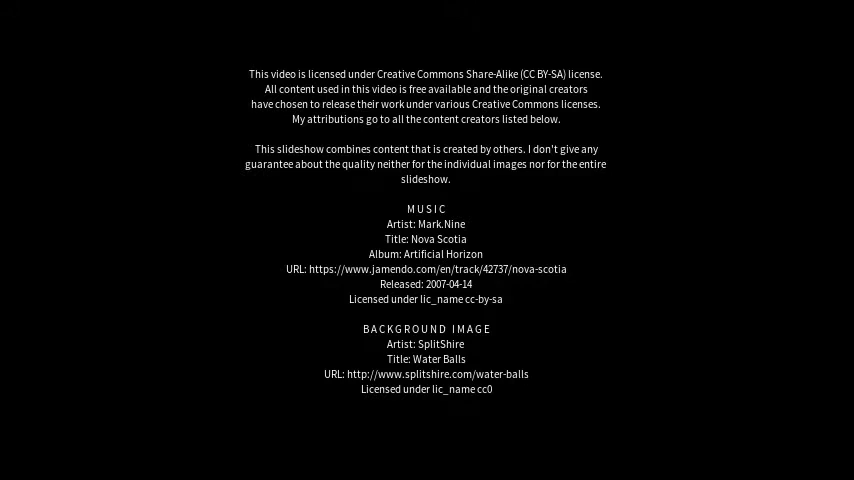 This video is licensed under Creative Commons Share-Alike (CC BY-SA) license.
All content used in this video is free available and the original creators
have chosen to release their work under various Creative Commons licenses.
My attributions go to all the content creators listed below.
This slideshow combines content that is created by others. I don't give any
guarantee about the quality neither for the individual images nor for the entire
slideshow.
MUSIC
Artist: Mark.Nine
Title: Nova Scotia
Album: Artificial Horizon
URL: https://www.jamendo.com/en/track/42737/nova-scotia
Released: 2007-04-14
Licensed under lic_name cc-by-sa
BACKGROUND IMAGE
Artist: SplitShire
Title: Water Balls
URL: http://www.splitshire.com/water-balls
Licensed under lic_name cc0